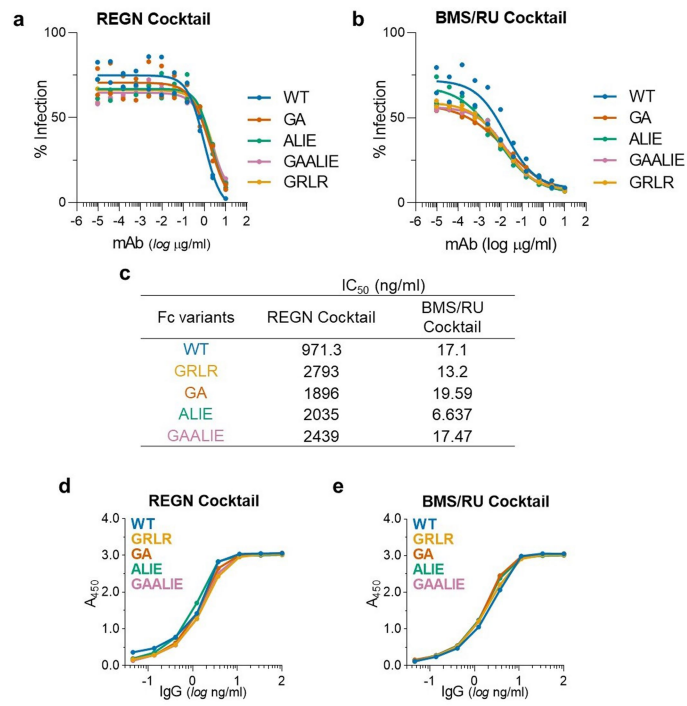 a
REGN Cocktail
100
50
0
% Infection
-6 -5 -4 -3 -2 -1 0 1 2
mAb (log µg/ml)
WT
GA
ALIE
GAALIE
GRLR
b
BMS/RU Cocktail
100
50
0
% Infection
-6 -5 -4 -3 -2 -1 0 1 2
mAb (log µg/ml)
WT
GA
ALIE
GAALIE
GRLR
c
IC50 (ng/ml)
Fc variants REGN Cocktail BMS/RU Cocktail
WT 971.3 17.1
GRLR 2793 13.2
GA 1896 19.59
ALIE 2035 6.637
GAALIE 2439 17.47
d
REGN Cocktail
4.0
3.0
2.0
1.0
0.0
A450
WT
GRLR
GA
ALIE
GAALIE
-1 0 1 2
IgG (log ng/ml)
e
BMS/RU Cocktail
4.0
3.0
2.0
1.0
0.0
A450
WT
GRLR
GA
ALIE
GAALIE
-1 0 1 2
IgG (log ng/ml)